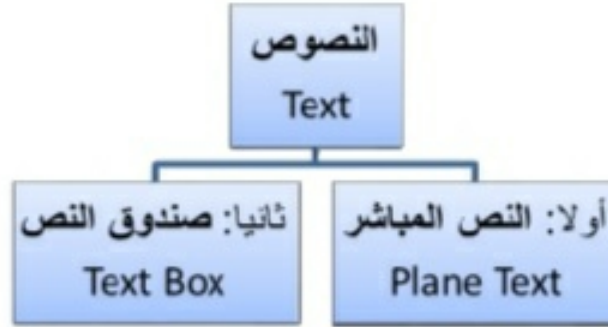 النصوص
Text
أولا: النص المباشر
Plane Text
ثانيا: صندوق النص
Text Box